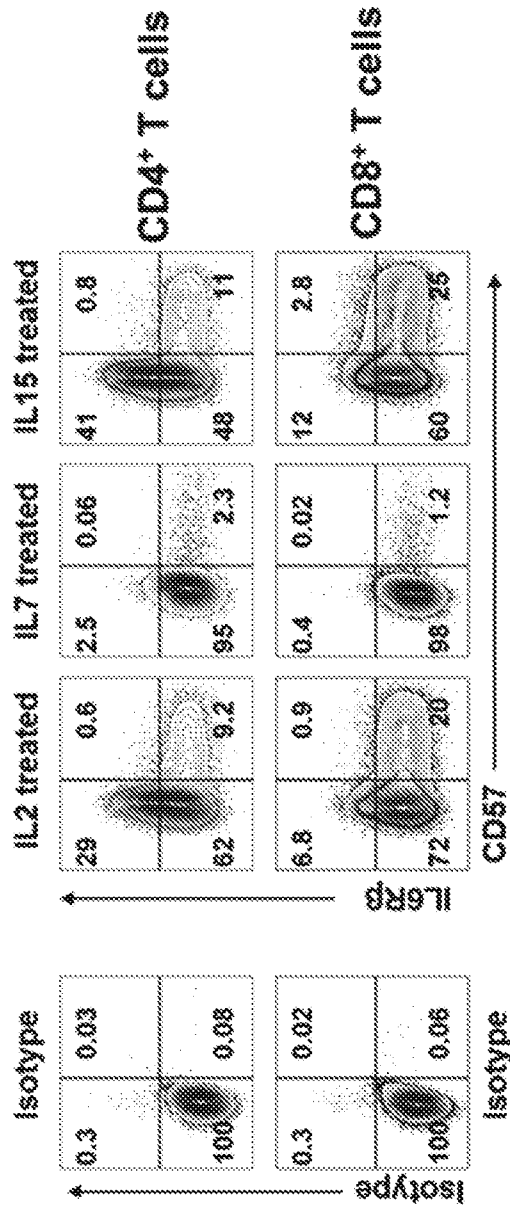 Isotype IL2 treated IL7 treated IL15 treated
0.3 0.03 29 0.6 2.5 0.06 41 0.8
CD4⁺ T cells
100 0.08 62 9.2 95 2.3 48 11
Isotype
IL6Rβ
0.3 0.02 6.8 0.9 0.4 0.02 12 2.8
CD8⁺ T cells
100 0.06 72 20 98 1.2 60 25
Isotype
CD57